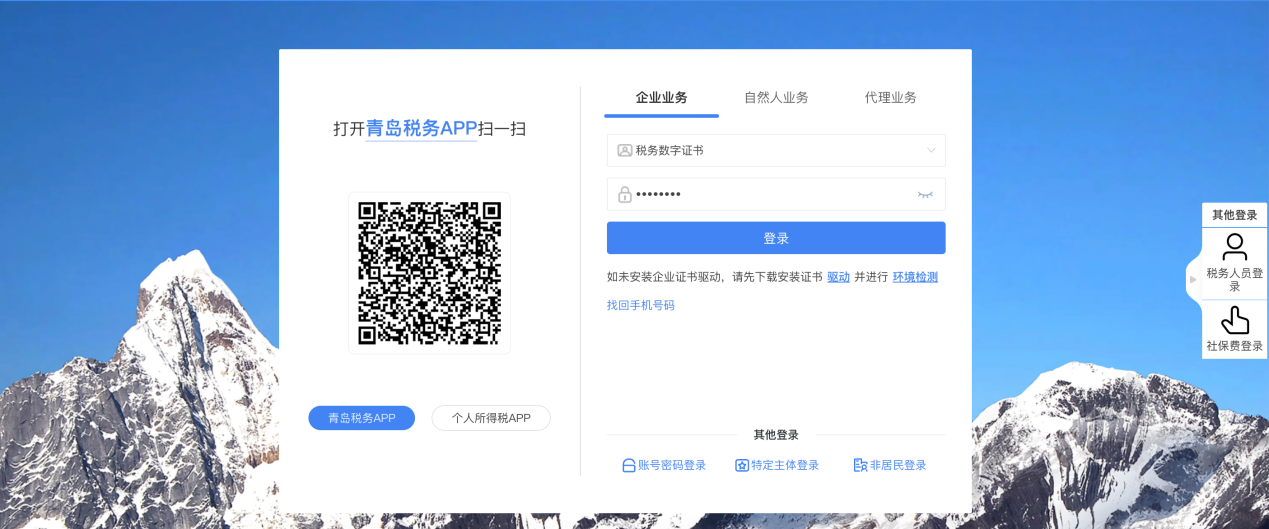 打开青岛税务APP扫一扫
青岛税务APP
个人所得税APP
企业业务
自然人业务
代理业务
税务数字证书
••••••••
登录
如未安装企业证书驱动，请先下载安装证书 驱动 并进行 环境检测
找回手机号码
其他登录
账号密码登录
特定主体登录
非居民登录
其他登录
税务人员登
录
社保费登录